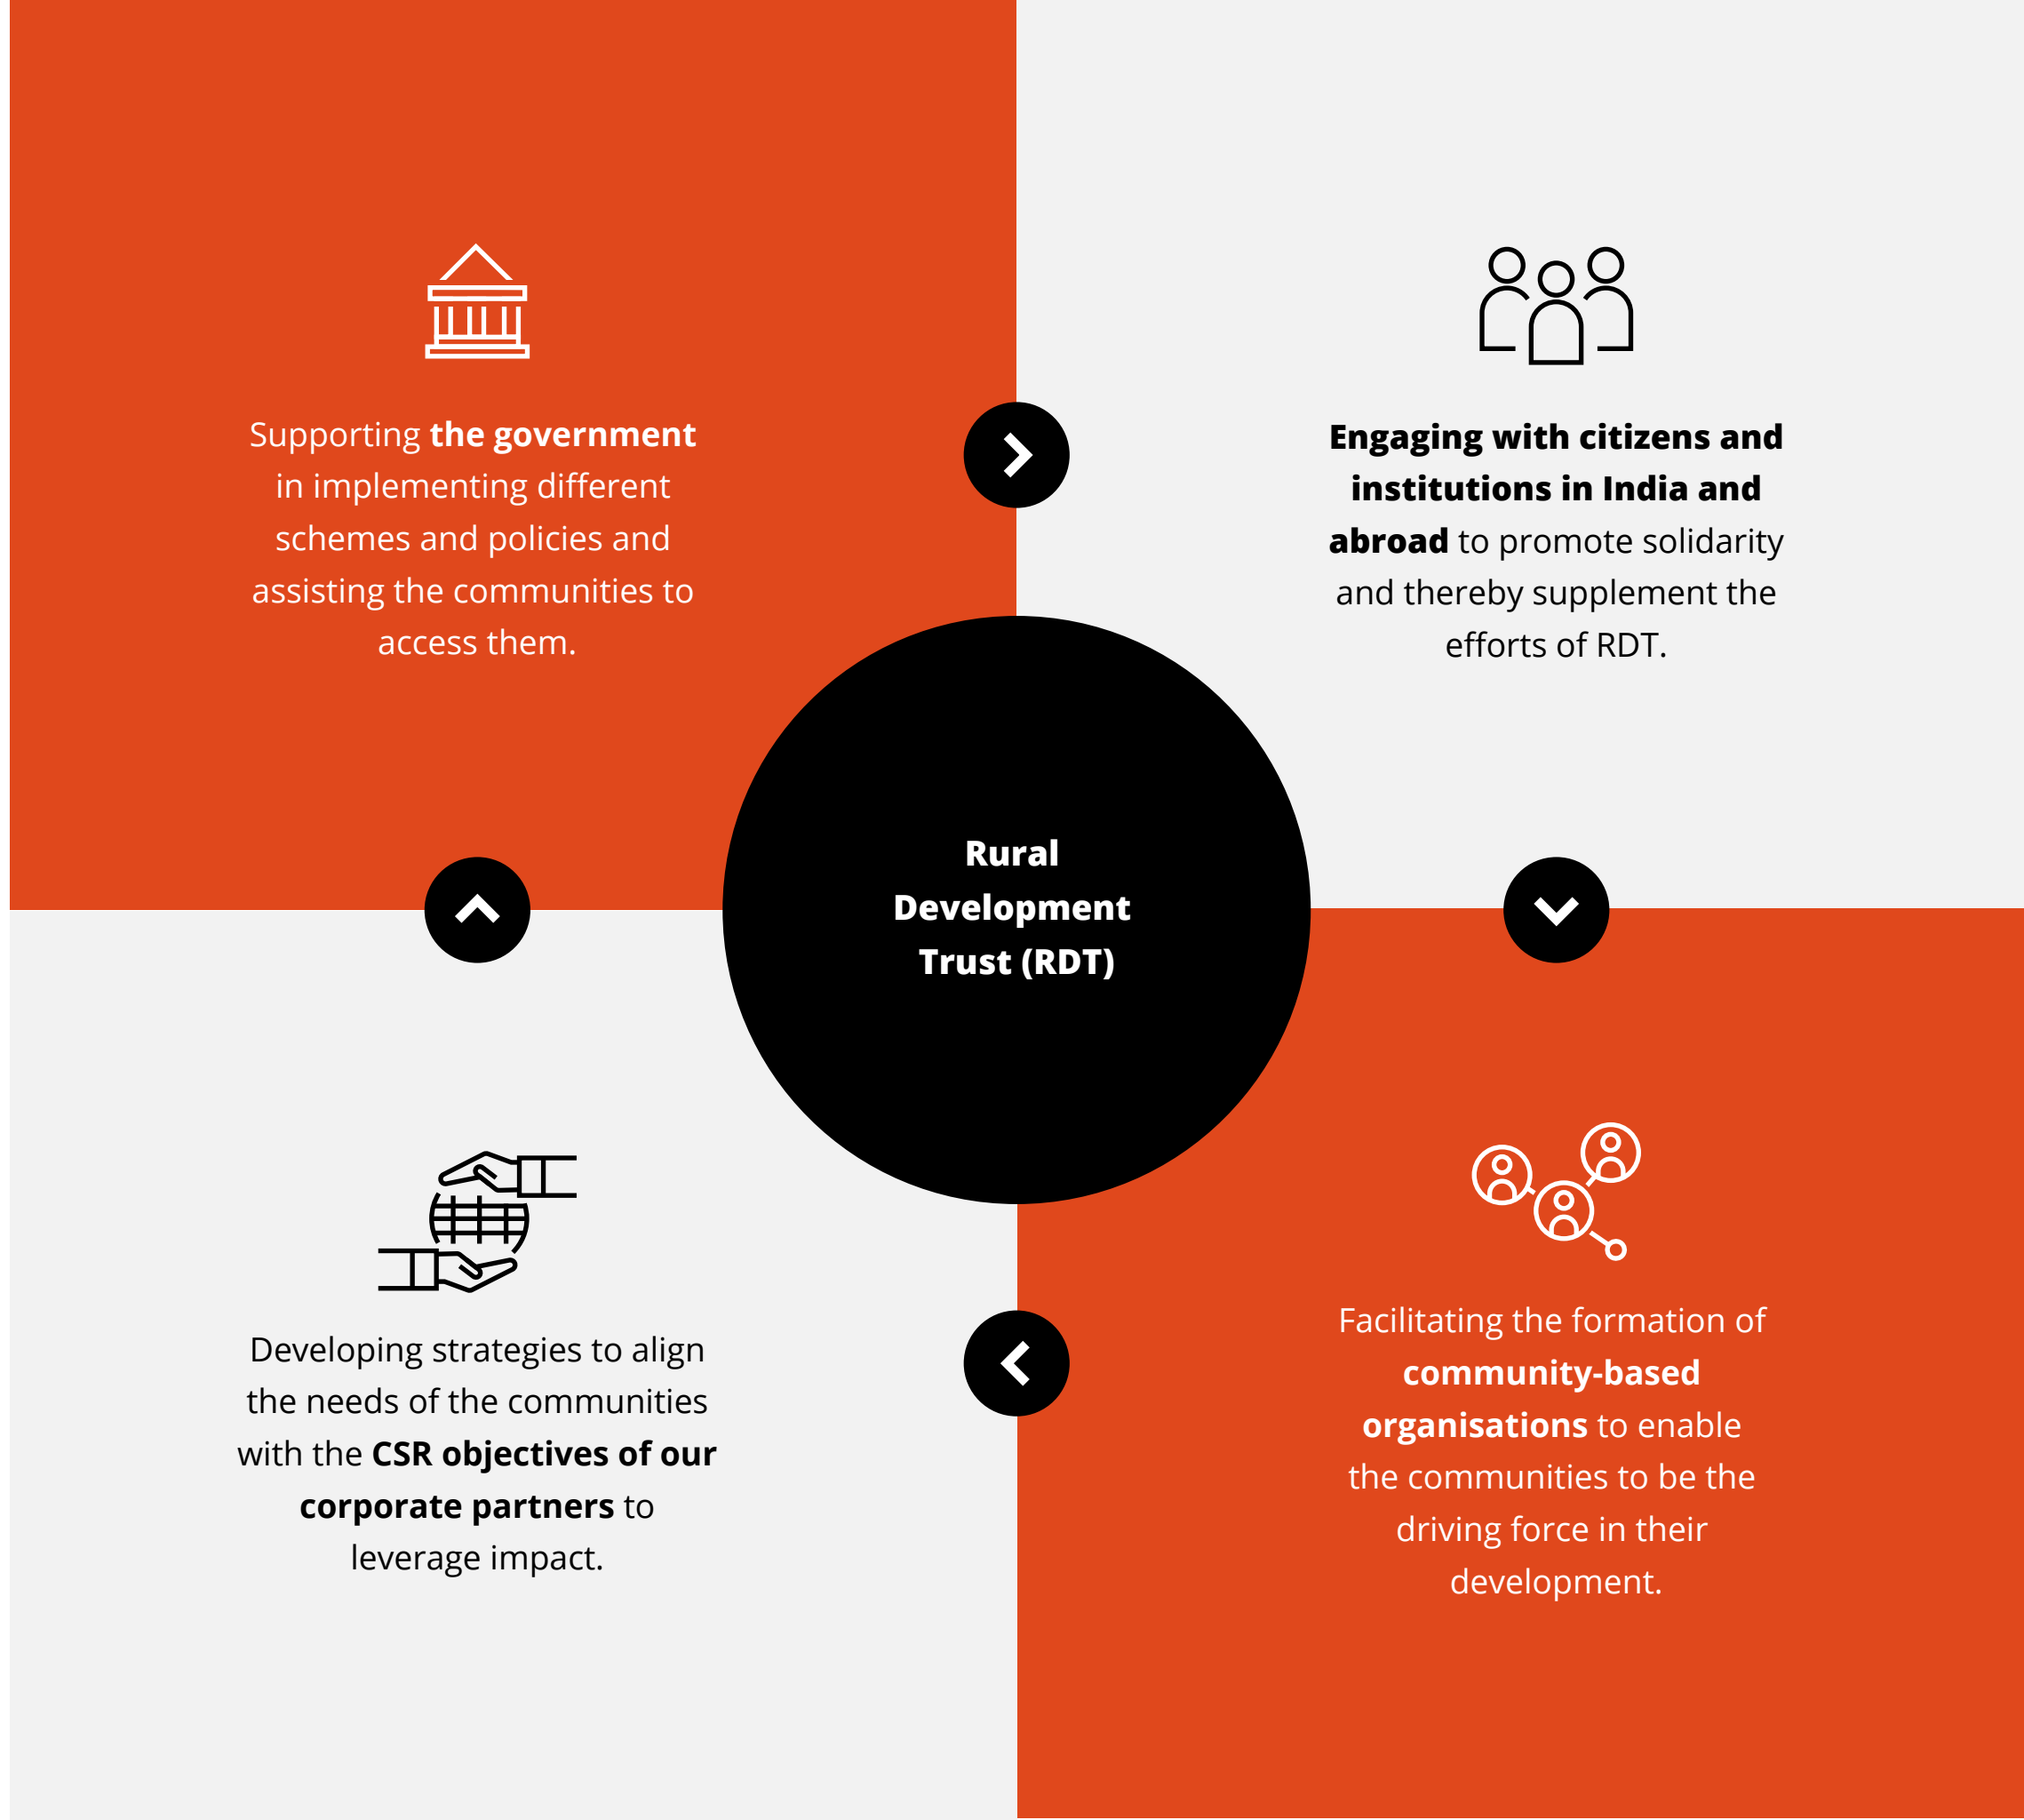 Supporting the government
in implementing different
schemes and policies and
assisting the communities to
access them.
Engaging with citizens and
institutions in India and
abroad to promote solidarity
and thereby supplement the
efforts of RDT.
Rural
Development
Trust (RDT)
Developing strategies to align
the needs of the communities
with the CSR objectives of our
corporate partners to
leverage impact.
Facilitating the formation of
community-based
organisations to enable
the communities to be the
driving force in their
development.